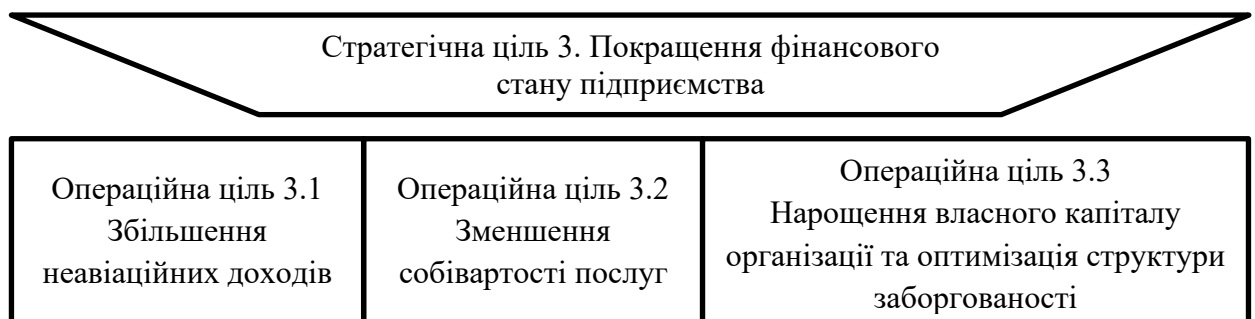 Стратегічна ціль 3. Покращення фінансового
стану підприємства
Операційна ціль 3.1
Збільшення
неавіаційних доходів
Операційна ціль 3.2
Зменшення
собівартості послуг
Операційна ціль 3.3
Нарощення власного капіталу
організації та оптимізація структури
заборгованості